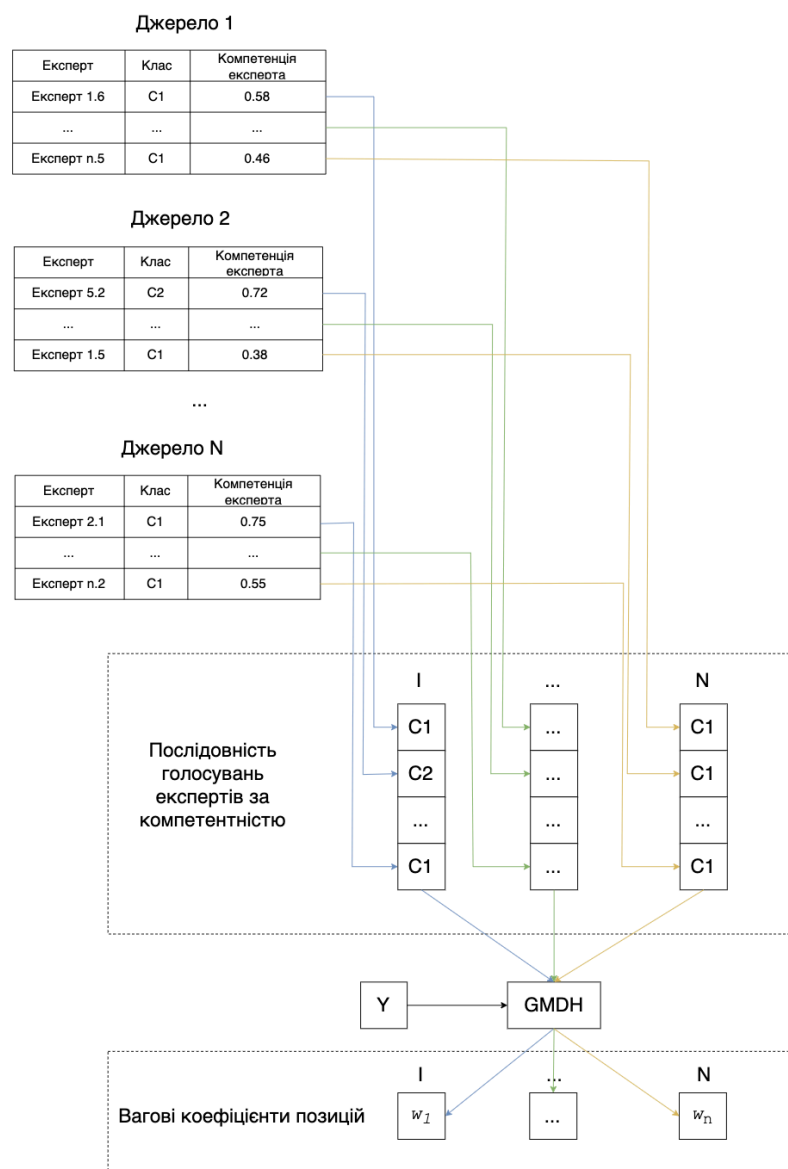 Джерело 1
Експерт Клас Компетенція експерта
Експерт 1.6 C1 0.58
... ... ...
Експерт n.5 C1 0.46
Джерело 2
Експерт Клас Компетенція експерта
Експерт 5.2 C2 0.72
... ... ...
Експерт 1.5 C1 0.38
...
Джерело N
Експерт Клас Компетенція експерта
Експерт 2.1 C1 0.75
... ... ...
Експерт n.2 C1 0.55
I ... N
C1 ... C1
C2 ... C1
... ... ...
C1 ... C1
Послідовність
голосувань
експертів за
компетентністю
Y GMDH
I ... N
Вагові коефіцієнти позицій w1 ... wn